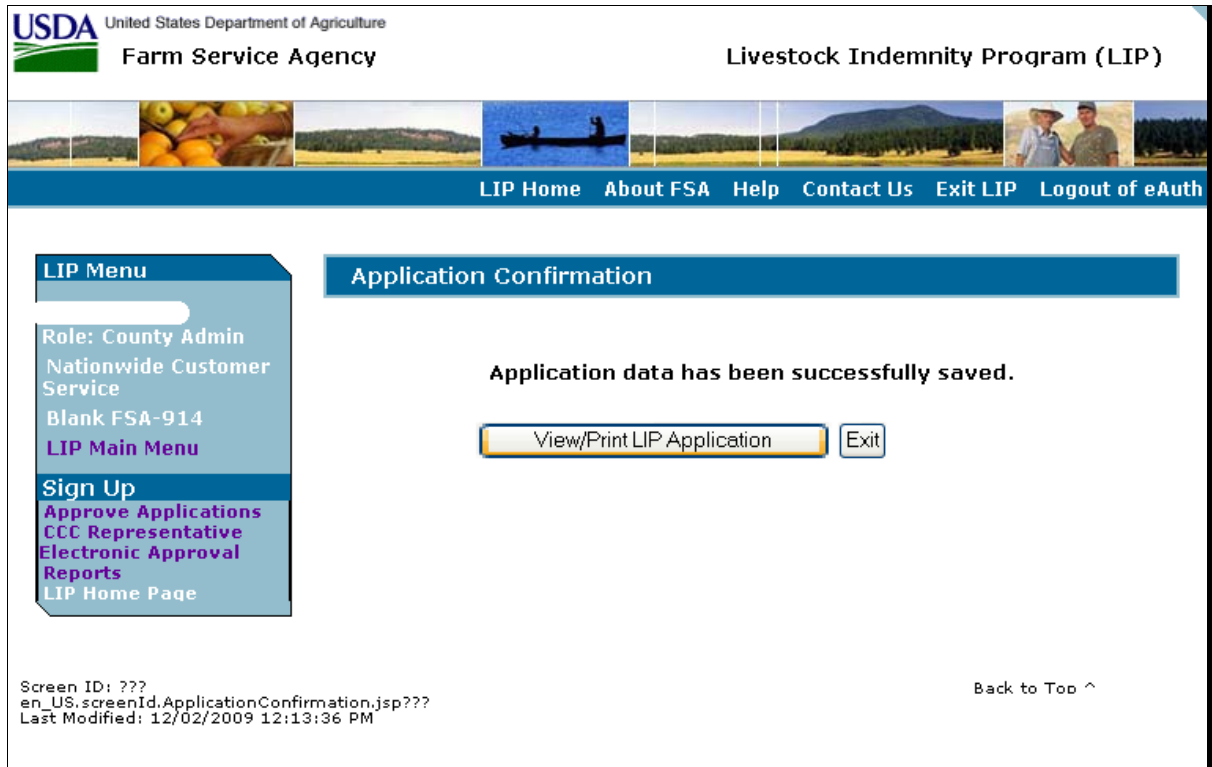 USDA United States Department of Agriculture
Farm Service Agency
Livestock Indemnity Program (LIP)
LIP Home About FSA Help Contact Us Exit LIP Logout of eAuth
LIP Menu
Role: County Admin
Nationwide Customer
Service
Blank FSA-914
LIP Main Menu
Sign Up
Approve Applications
CCC Representative
Electronic Approval
Reports
LIP Home Page
Application Confirmation
Application data has been successfully saved.
View/Print LIP Application Exit
Screen ID: ???
en_US.screenId.ApplicationConfirmation.jsp???
Last Modified: 12/02/2009 12:13:36 PM
Back to Top ^